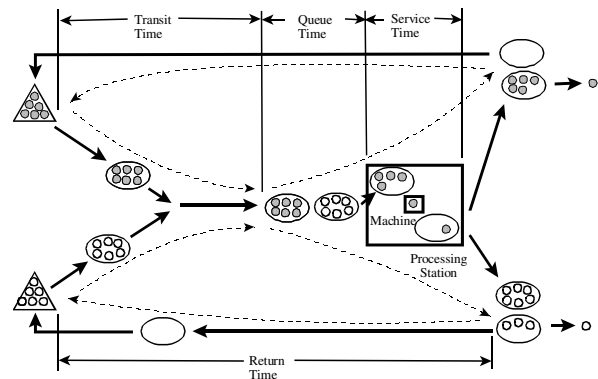 Transit
Time
Queue
Time
Service
Time
Machine
Processing
Station
Return
Time